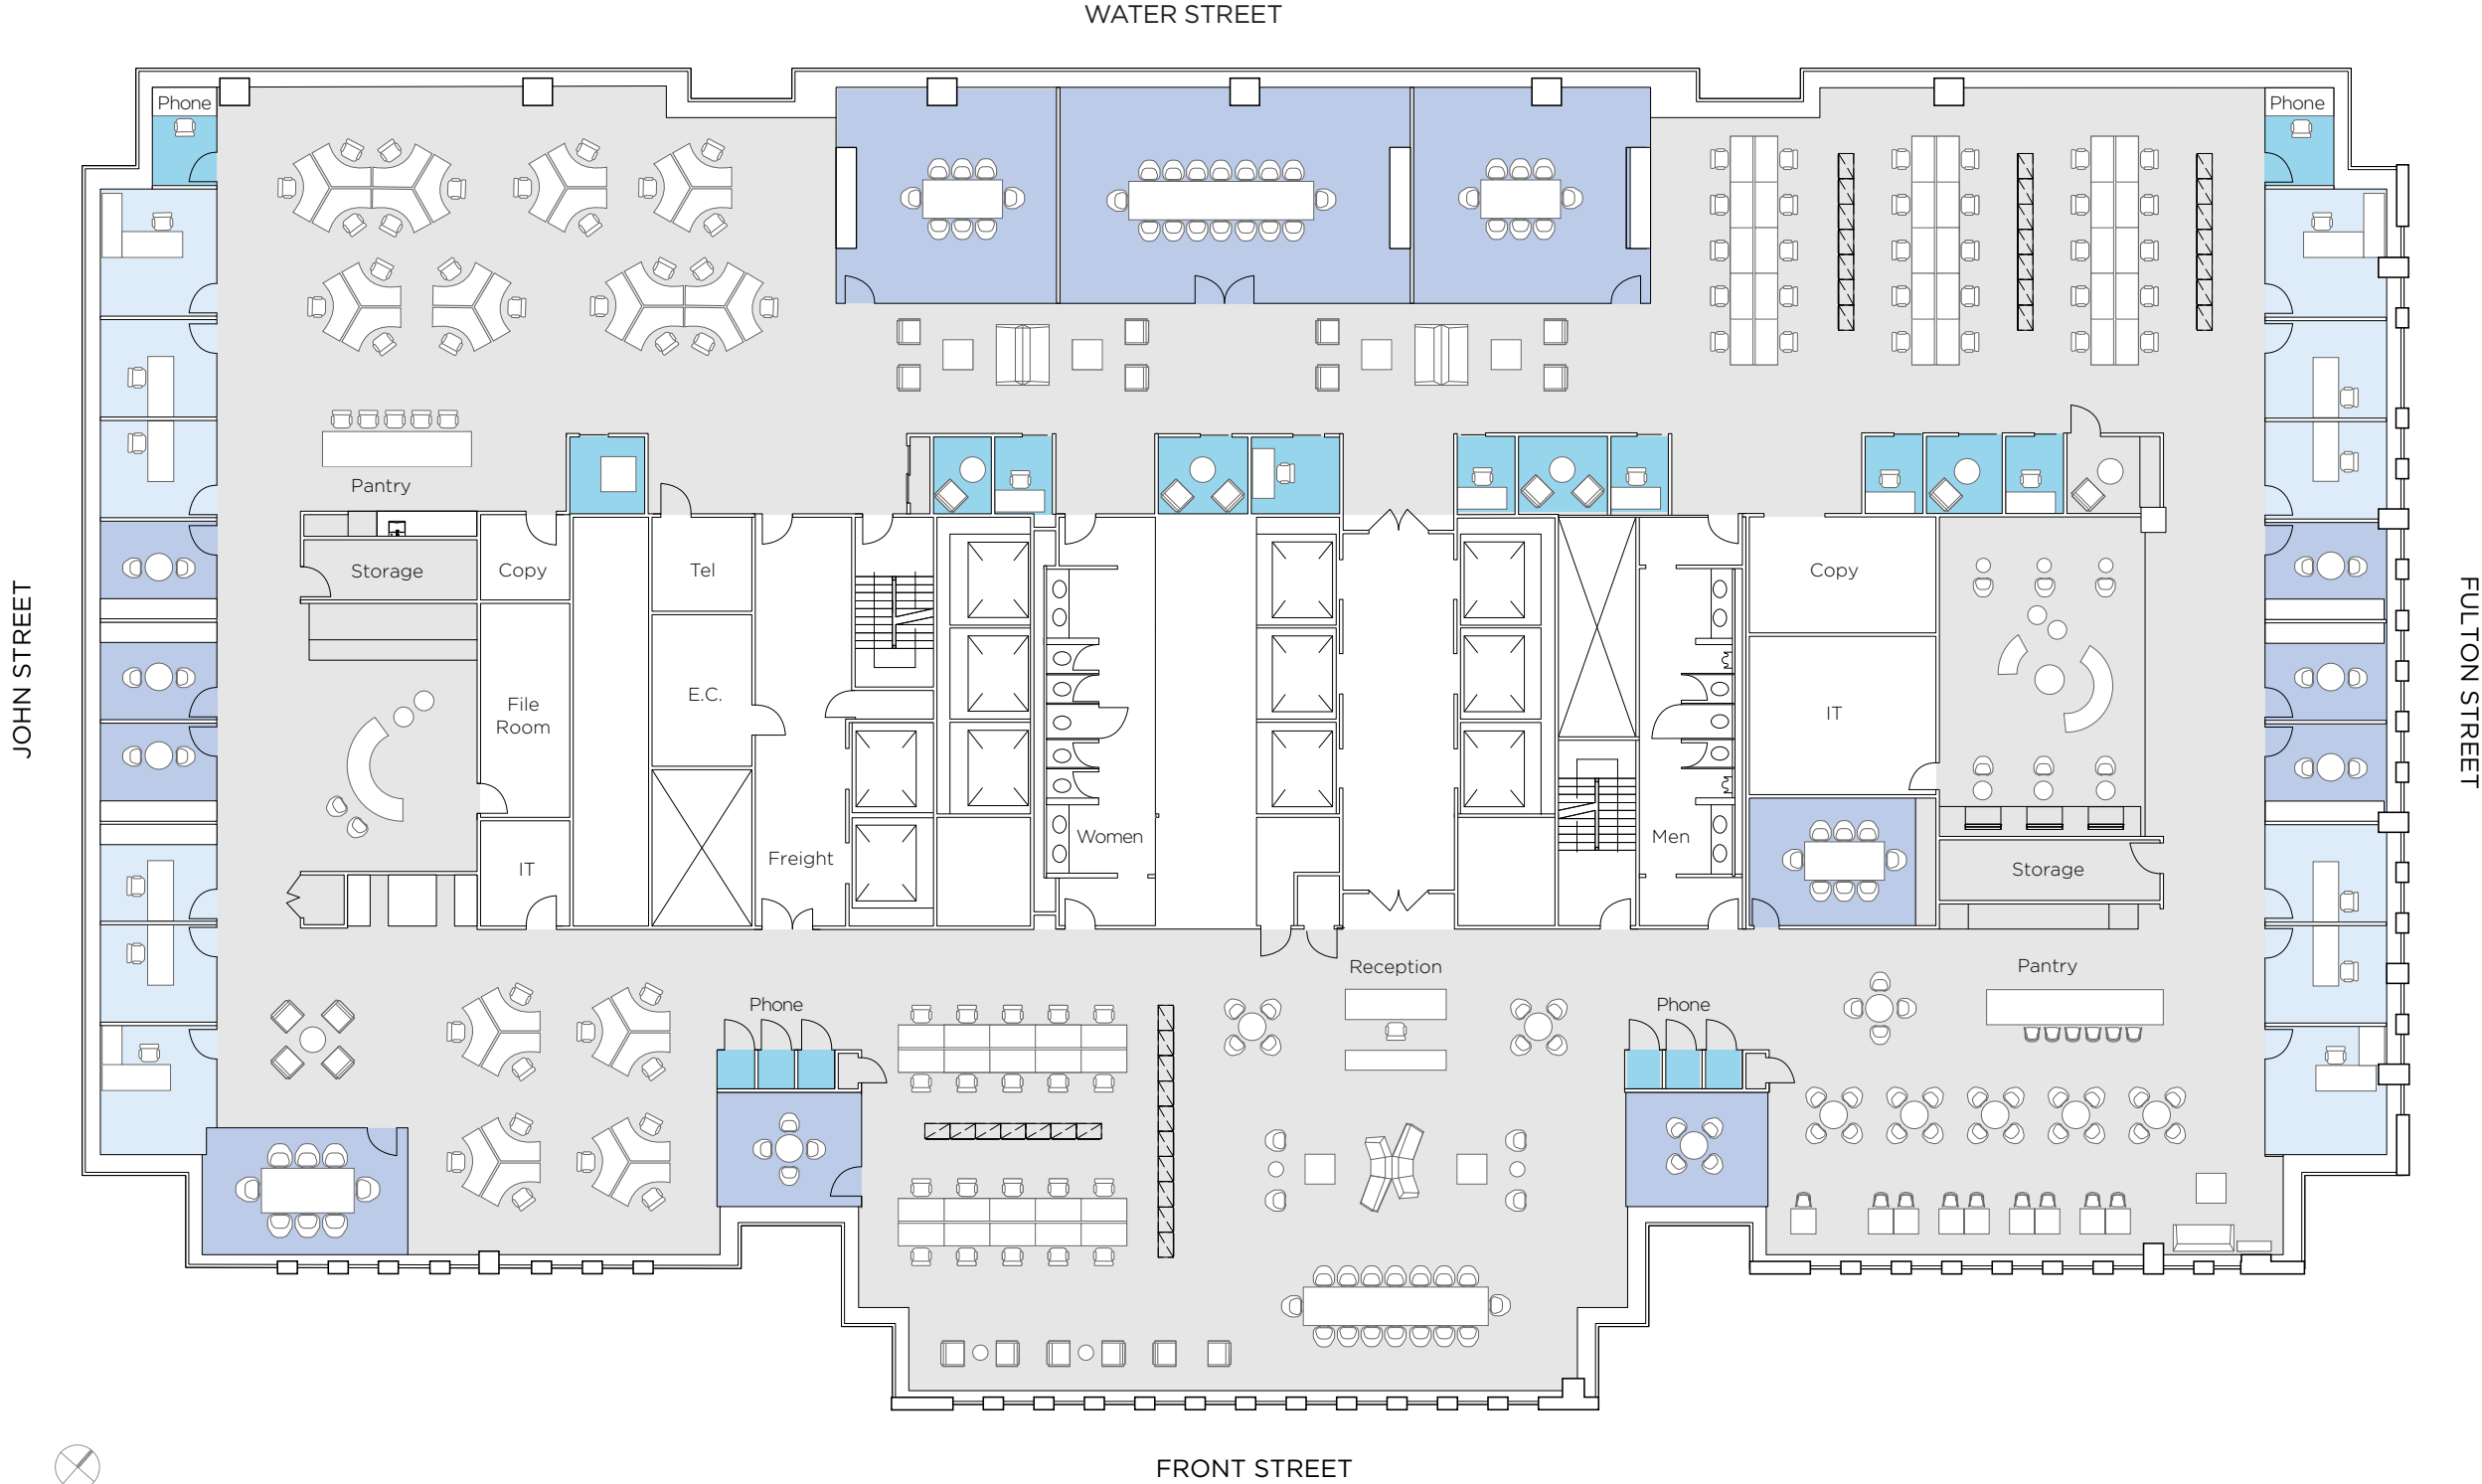 WATER STREET
Phone
Phone
Pantry
Storage
Copy
Tel
Copy
JOHN STREET
FULTON STREET
File
Room
E.C.
IT
Women
Men
Freight
IT
Storage
Reception
Pantry
Phone
Phone
FRONT STREET